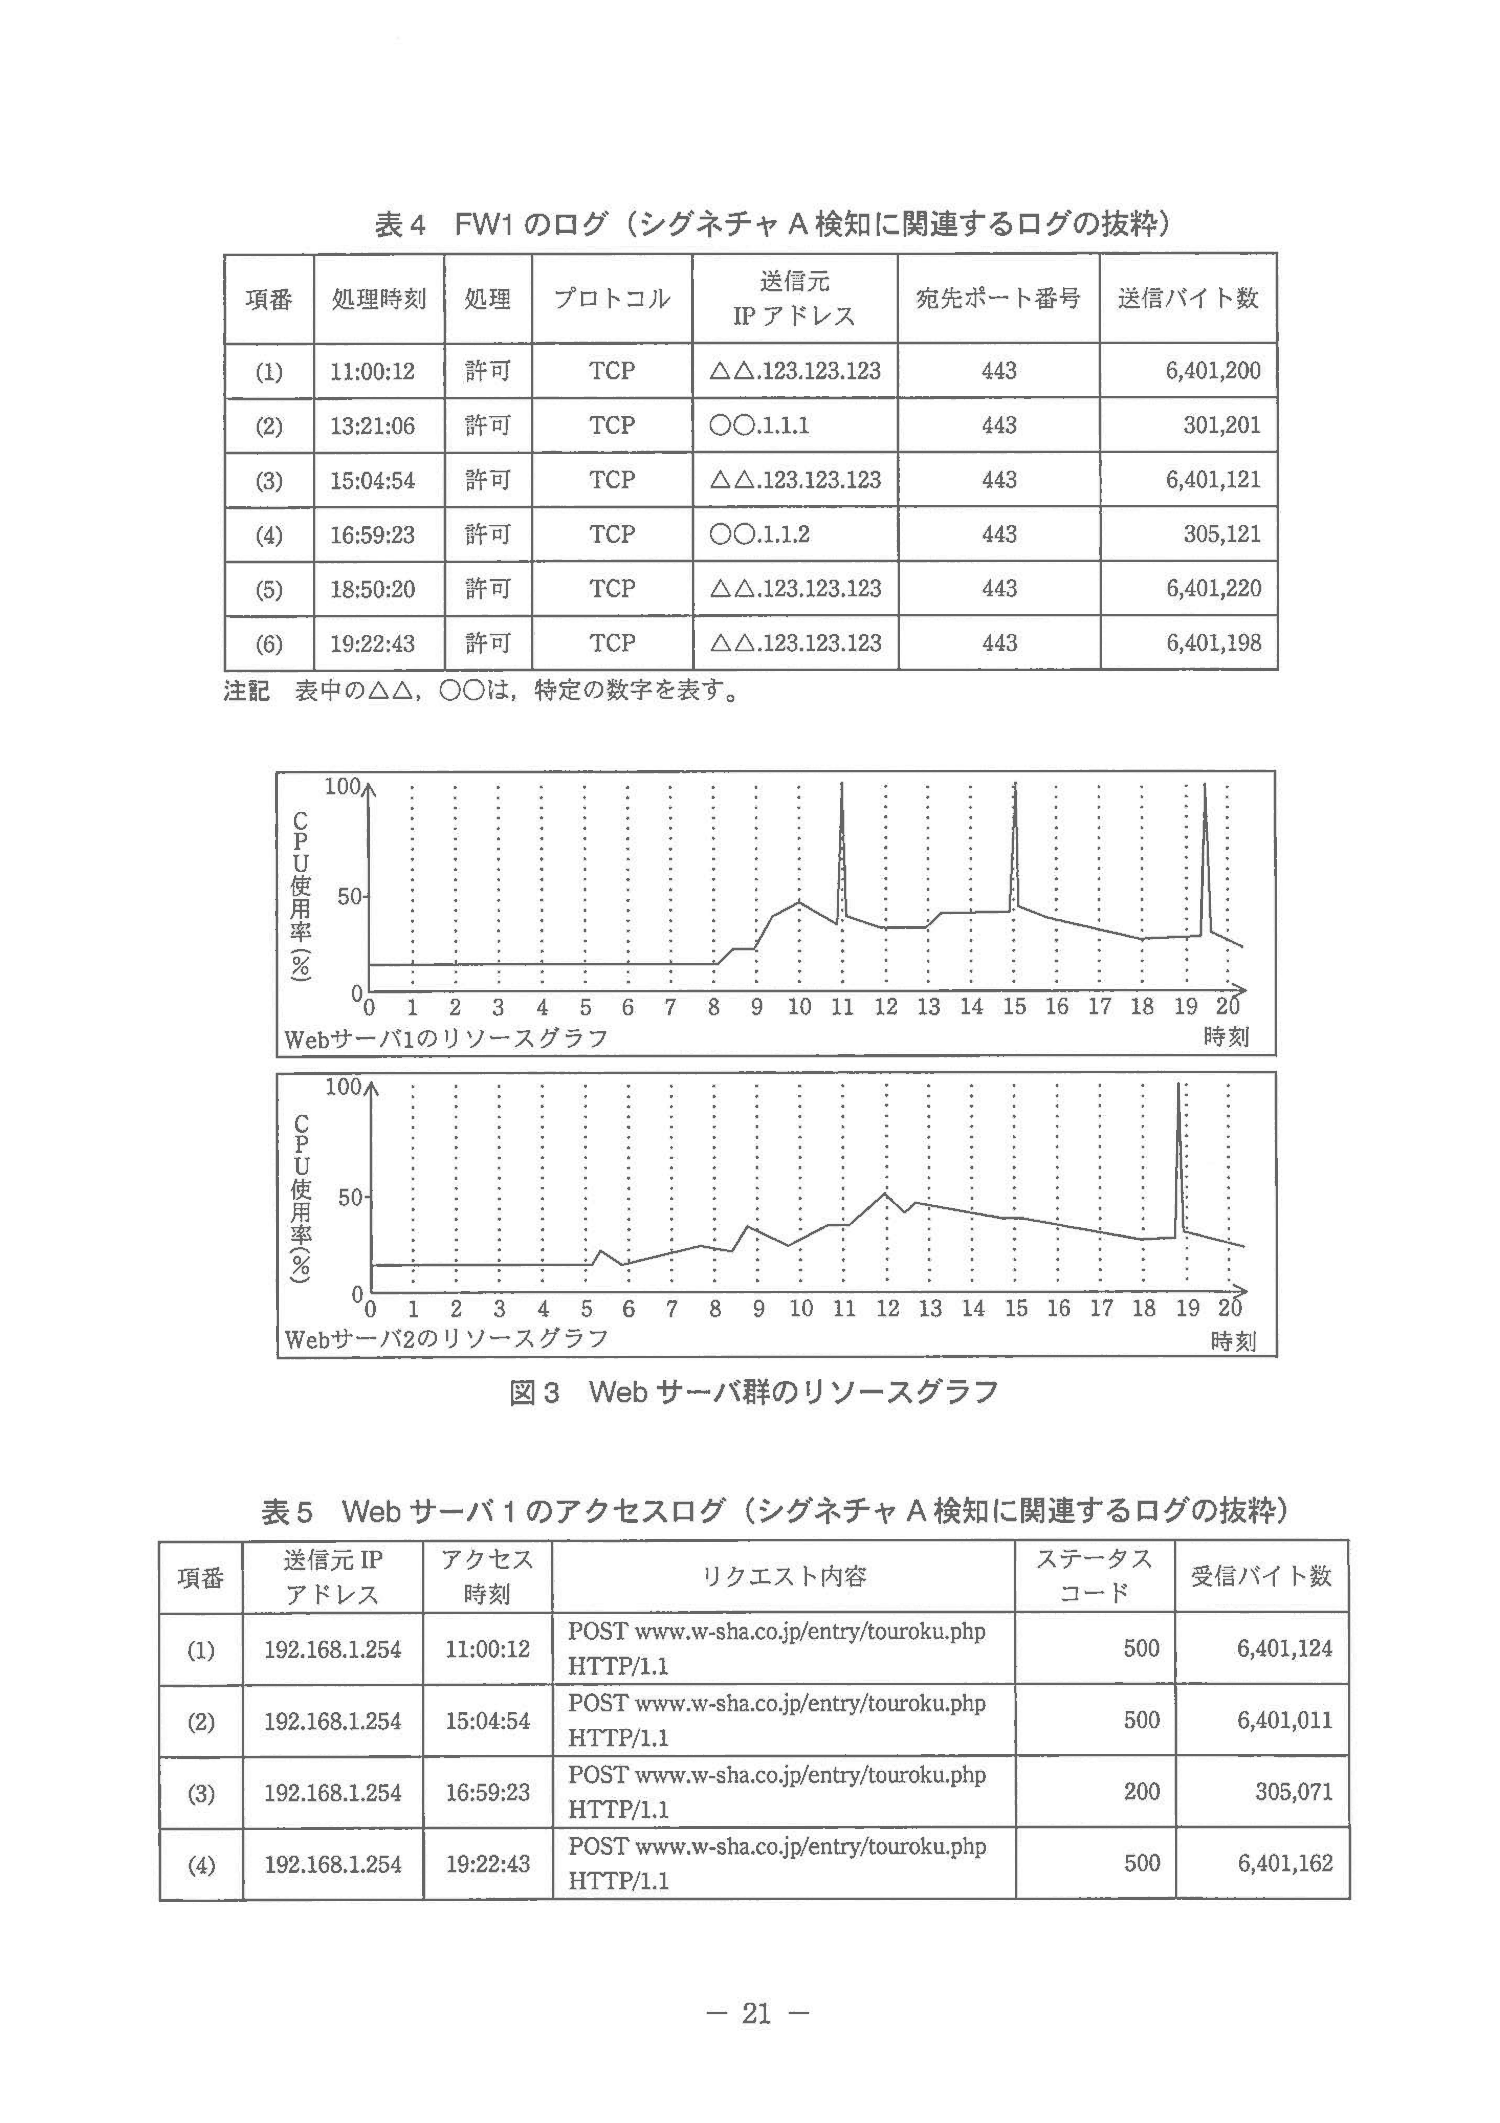 表4 FW1のログ（シグネチャA検知に関連するログの抜粋）
項番 処理時刻 処理 プロトコル 送信元IPアドレス 宛先ポート番号 送信バイト数
(1) 11:00:12 許可 TCP △△.123.123.123 443 6,401,200
(2) 13:21:06 許可 TCP ○○.1.1.1 443 301,201
(3) 15:04:54 許可 TCP △△.123.123.123 443 6,401,121
(4) 16:59:23 許可 TCP ○○.1.1.2 443 305,121
(5) 18:50:20 許可 TCP △△.123.123.123 443 6,401,220
(6) 19:22:43 許可 TCP △△.123.123.123 443 6,401,198
注記 表中の△△，○○は，特定の数字を表す。
CPU使用率(%)
100
50
0
0 1 2 3 4 5 6 7 8 9 10 11 12 13 14 15 16 17 18 19 20
Webサーバ1のリソースグラフ 時刻
CPU使用率(%)
100
50
0
0 1 2 3 4 5 6 7 8 9 10 11 12 13 14 15 16 17 18 19 20
Webサーバ2のリソースグラフ 時刻
図3 Webサーバ群のリソースグラフ
表5 Webサーバ1のアクセスログ（シグネチャA検知に関連するログの抜粋）
項番 送信元IPアドレス アクセス時刻 リクエスト内容 ステータスコード 受信バイト数
(1) 192.168.1.254 11:00:12 POST www.w-sha.co.jp/entry/touroku.php HTTP/1.1 500 6,401,124
(2) 192.168.1.254 15:04:54 POST www.w-sha.co.jp/entry/touroku.php HTTP/1.1 500 6,401,011
(3) 192.168.1.254 16:59:23 POST www.w-sha.co.jp/entry/touroku.php HTTP/1.1 200 305,071
(4) 192.168.1.254 19:22:43 POST www.w-sha.co.jp/entry/touroku.php HTTP/1.1 500 6,401,162
－ 21 －